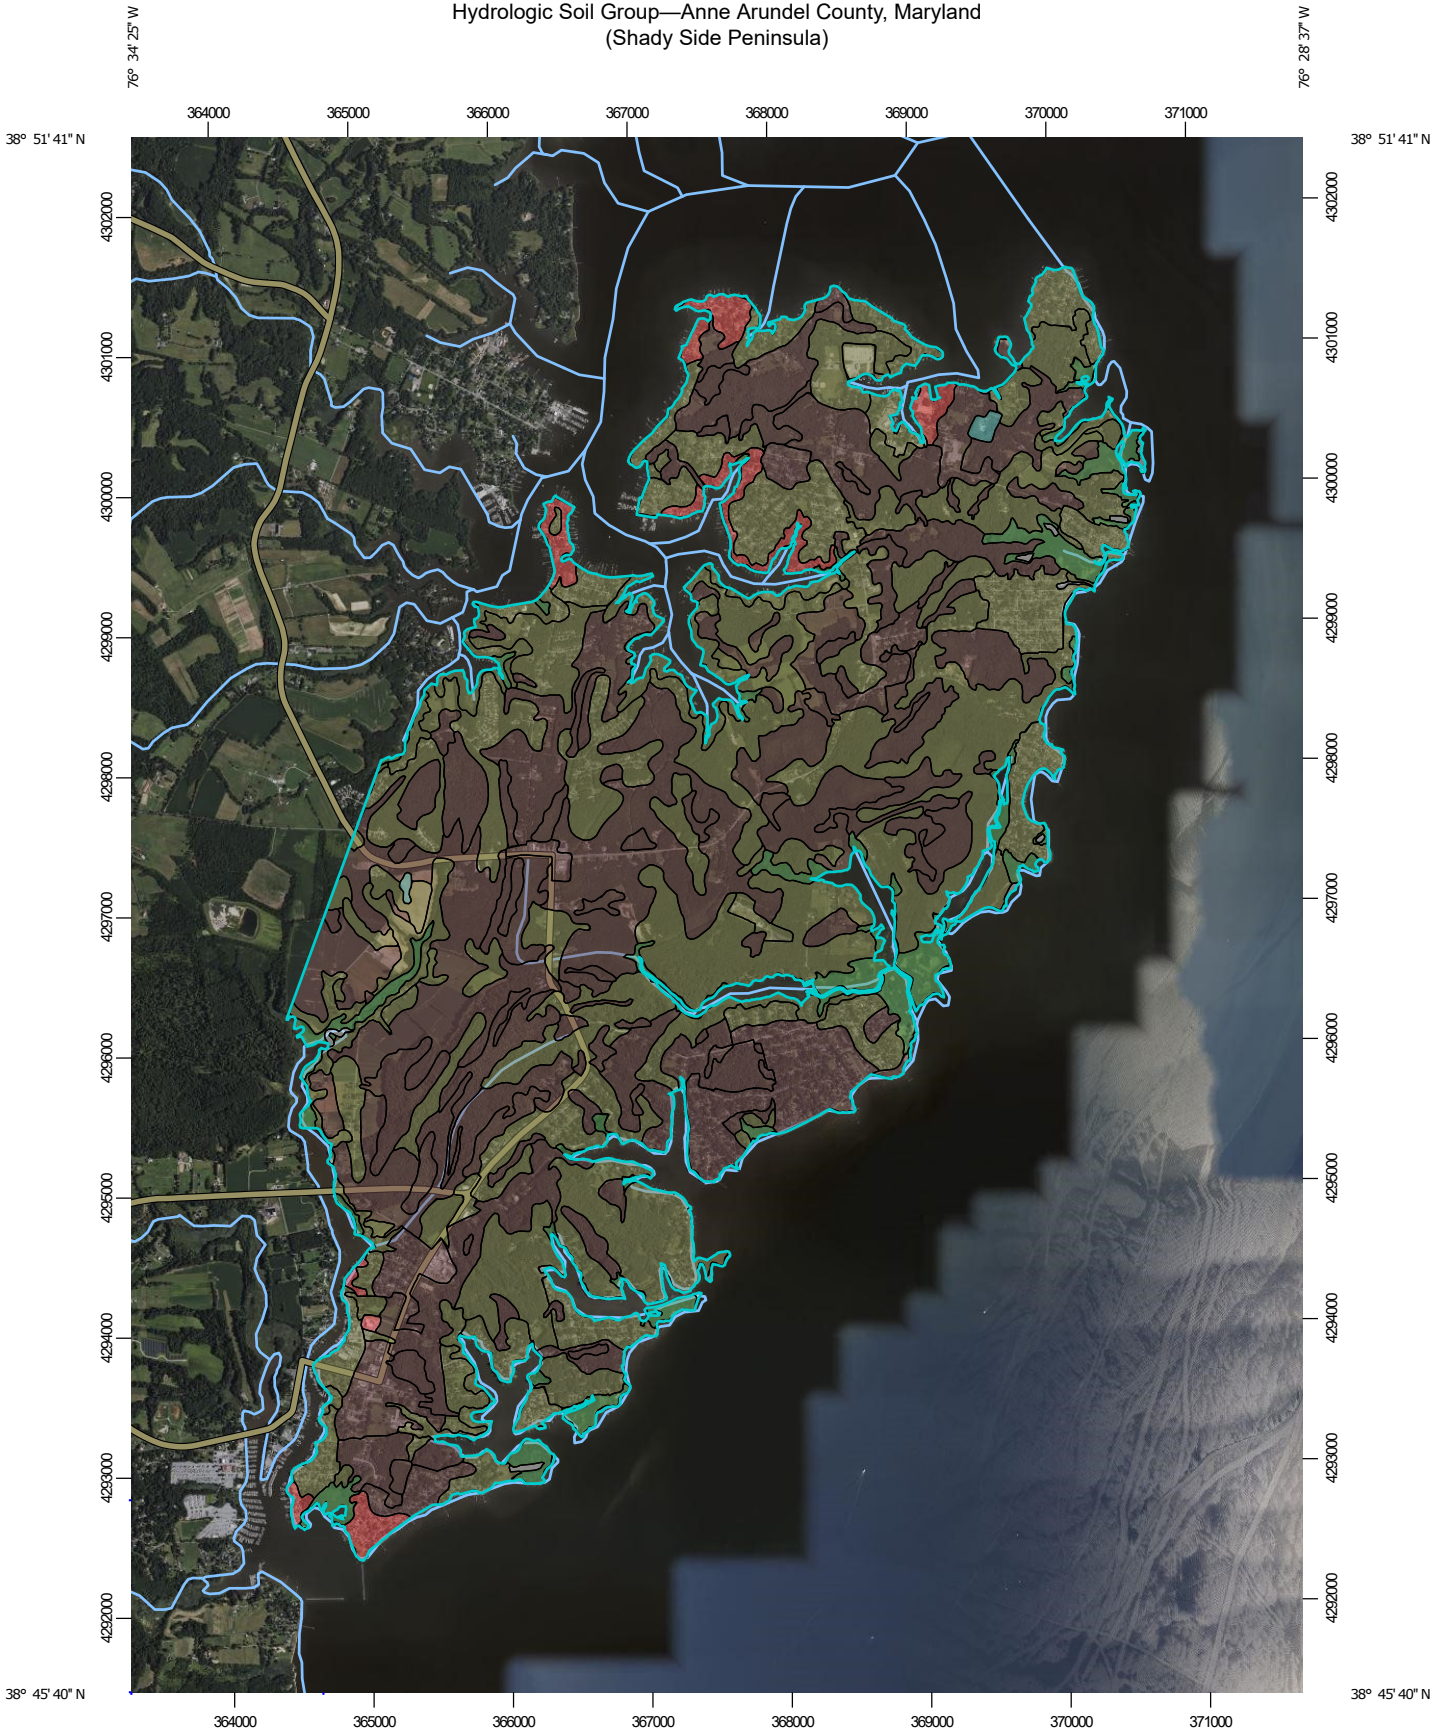 Hydrologic Soil Group—Anne Arundel County, Maryland
(Shady Side Peninsula)
76° 34' 25" W
76° 28' 37" W
364000 365000 366000 367000 368000 369000 370000 371000
38° 51' 41" N
38° 51' 41" N
4302000
4302000
4301000
4301000
4300000
4300000
4299000
4299000
4298000
4298000
4297000
4297000
4296000
4296000
4295000
4295000
4294000
4294000
4293000
4293000
4292000
4292000
38° 45' 40" N
38° 45' 40" N
364000 365000 366000 367000 368000 369000 370000 371000